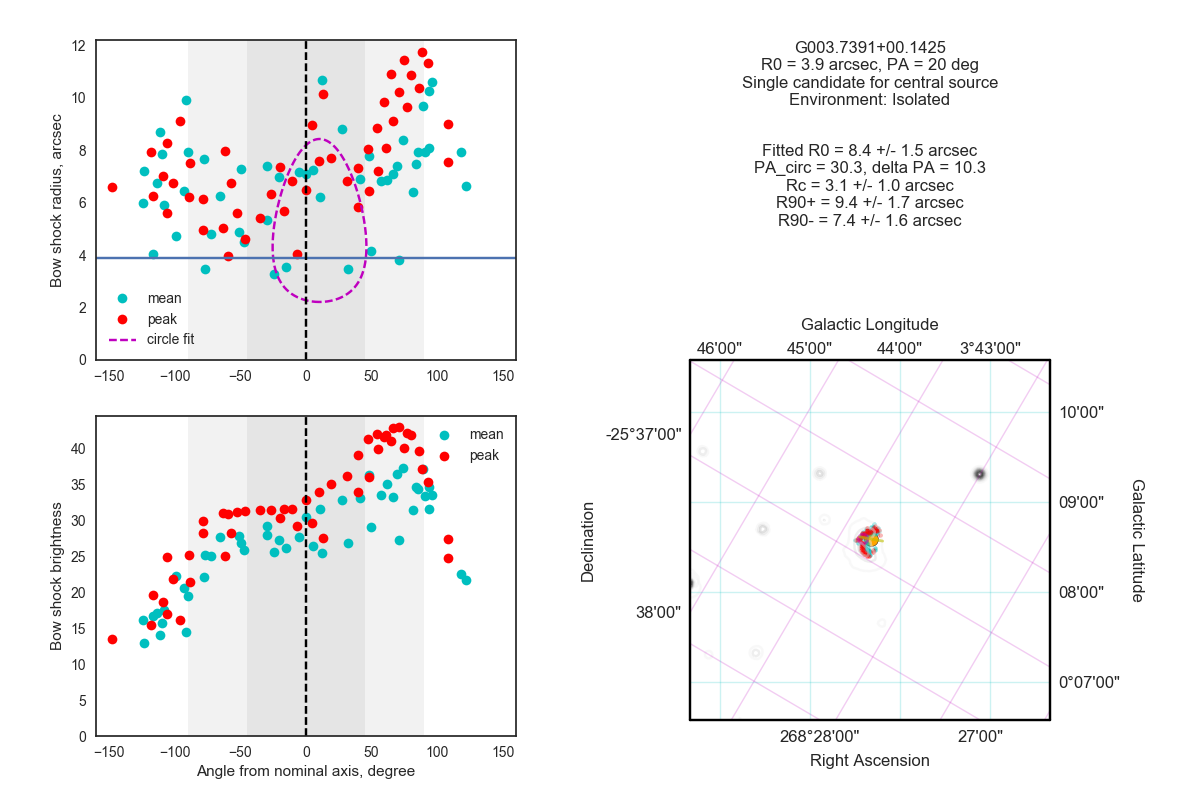 12
10
8
6
4
2
0
Bow shock radius, arcsec
mean
peak
circle fit
−150
−100
−50
0
50
100
150
45
40
35
30
25
20
15
10
5
0
Bow shock brightness
mean
peak
−150
−100
−50
0
50
100
150
Angle from nominal axis, degree
G003.7391+00.1425
R0 = 3.9 arcsec, PA = 20 deg
Single candidate for central source
Environment: Isolated
Fitted R0 = 8.4 +/- 1.5 arcsec
PA_circ = 30.3, delta PA = 10.3
Rc = 3.1 +/- 1.0 arcsec
R90+ = 9.4 +/- 1.7 arcsec
R90- = 7.4 +/- 1.6 arcsec
Galactic Longitude
46'00"
45'00"
44'00"
3°43'00"
-25°37'00"
38'00"
Declination
10'00"
09'00"
08'00"
0°07'00"
Galactic Latitude
268°28'00"
27'00"
Right Ascension